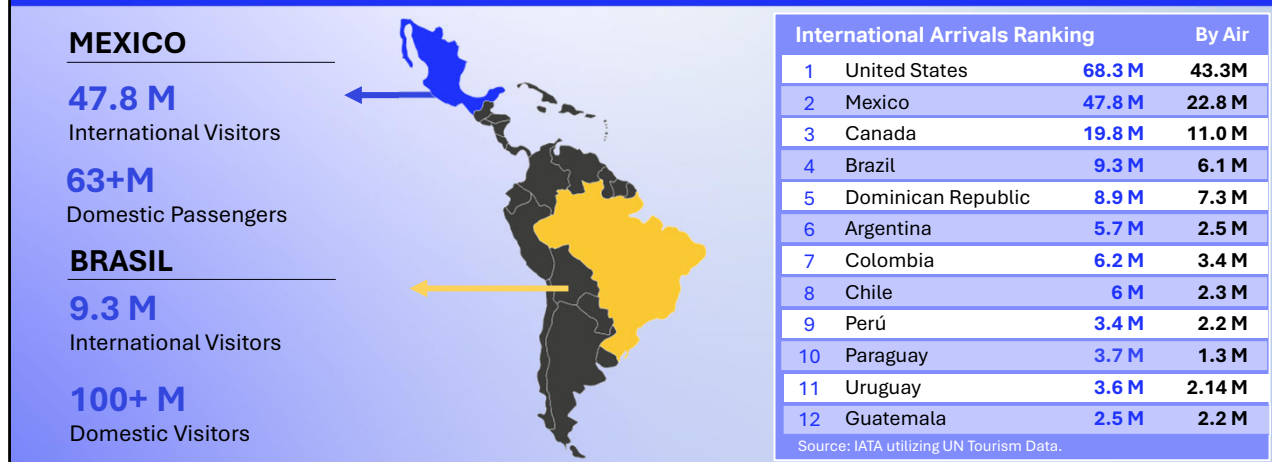 MEXICO
47.8 M
International Visitors
63+M
Domestic Passengers
BRASIL
9.3 M
International Visitors
100+ M
Domestic Visitors
International Arrivals Ranking By Air
1 United States 68.3 M 43.3M
2 Mexico 47.8 M 22.8 M
3 Canada 19.8 M 11.0 M
4 Brazil 9.3 M 6.1 M
5 Dominican Republic 8.9 M 7.3 M
6 Argentina 5.7 M 2.5 M
7 Colombia 6.2 M 3.4 M
8 Chile 6 M 2.3 M
9 Perú 3.4 M 2.2 M
10 Paraguay 3.7 M 1.3 M
11 Uruguay 3.6 M 2.14 M
12 Guatemala 2.5 M 2.2 M
Source: IATA utilizing UN Tourism Data.